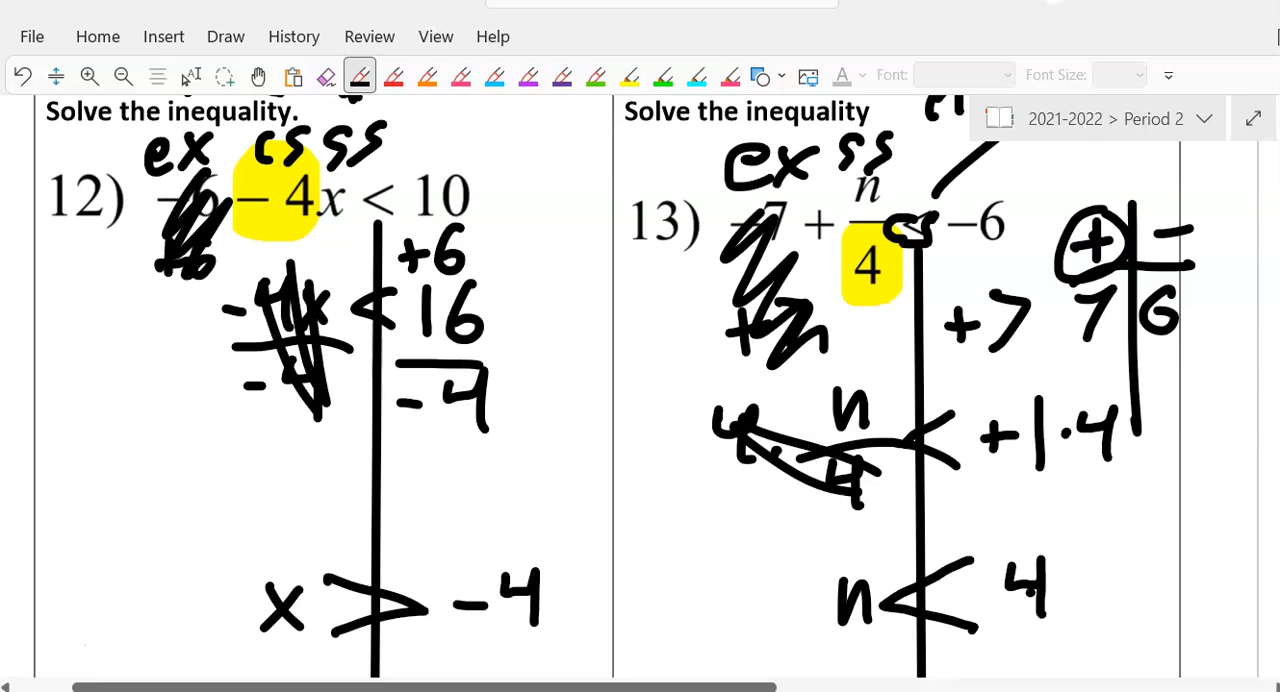 File Home Insert Draw History Review View Help
Font: Font Size:
2021-2022 > Period 2
Solve the inequality.
ex cs ss
12) −6 − 4x < 10
+6 +6
-4x < 16
-4 -4
x > -4
Solve the inequality
ex ss
13) −7 + n/4 cs −6
+7 +7
4 · n/4 < +1·4
n < 4
+ −
7 6